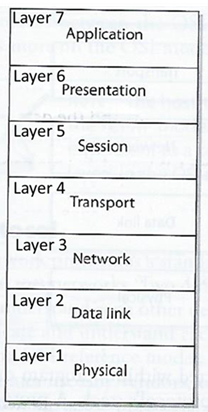 Layer 7
Application
Layer 6
Presentation
Layer 5
Session
Layer 4
Transport
Layer 3
Network
Layer 2
Data link
Layer 1
Physical